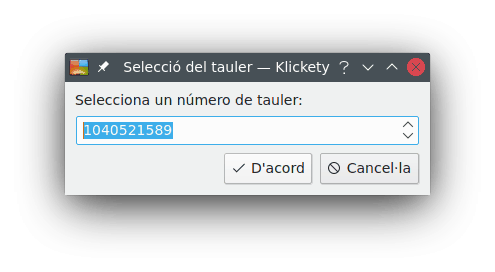 Selecció del tauler — Klickety
Selecciona un número de tauler:
1040521589
D'acord Cancel·la